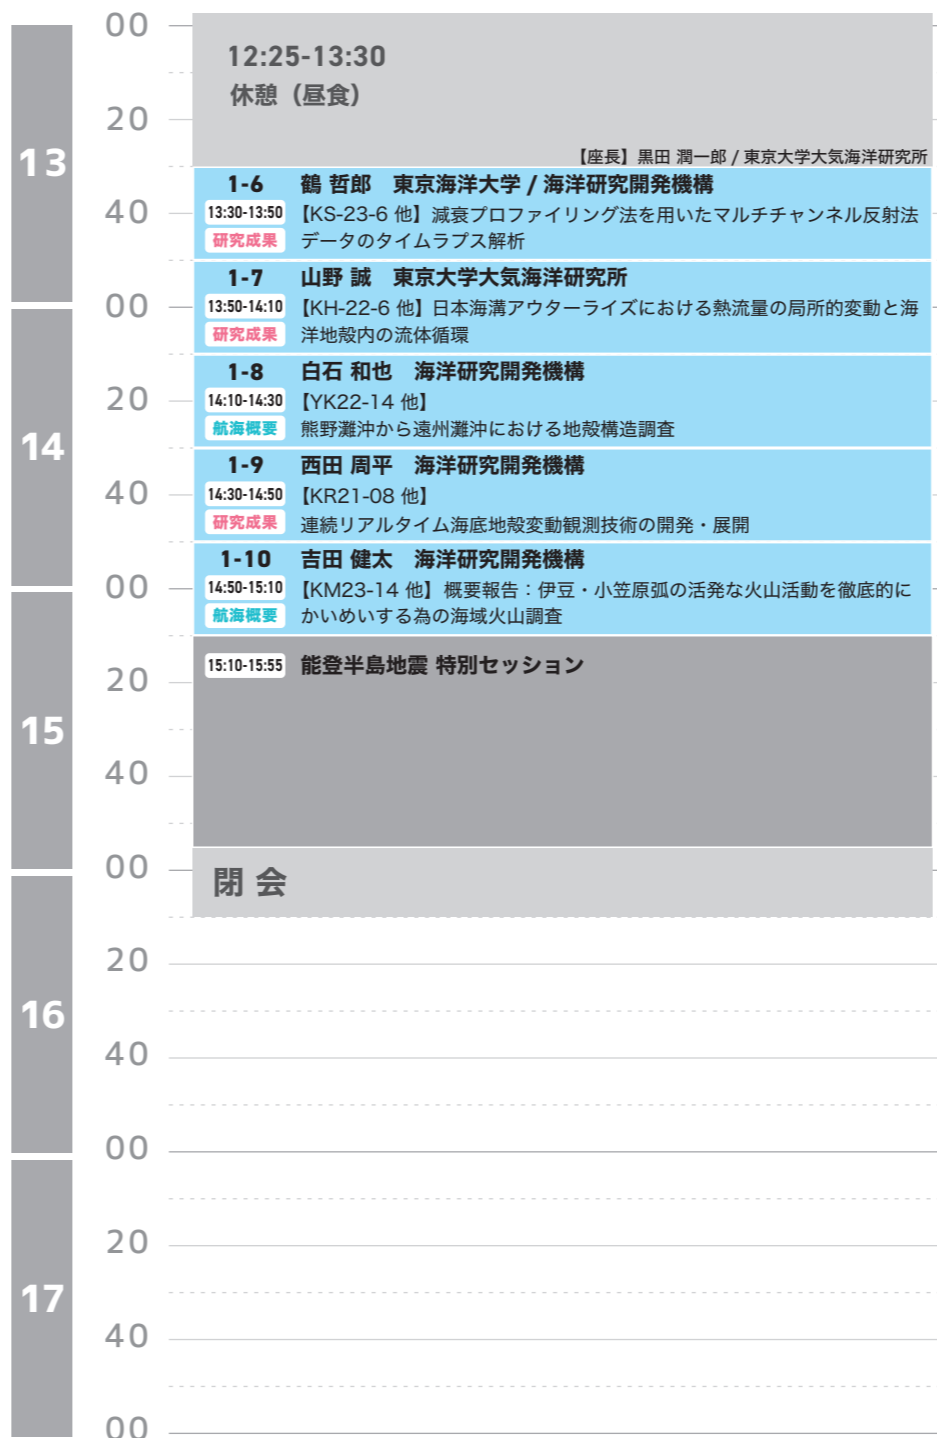 00
12:25-13:30
休憩（昼食）
20
13
【座長】黒田 潤一郎 / 東京大学大気海洋研究所
1-6 鶴 哲郎 東京海洋大学 / 海洋研究開発機構
40
13:30-13:50 【KS-23-6 他】減衰プロファイリング法を用いたマルチチャンネル反射法
研究成果 データのタイムラプス解析
1-7 山野 誠 東京大学大気海洋研究所
00
13:50-14:10 【KH-22-6 他】日本海溝アウターライズにおける熱流量の局所的変動と海
研究成果 洋地殻内の流体循環
1-8 白石 和也 海洋研究開発機構
20
14:10-14:30 【YK22-14 他】
航海概要 熊野灘沖から遠州灘沖における地殻構造調査
14
1-9 西田 周平 海洋研究開発機構
40
14:30-14:50 【KR21-08 他】
研究成果 連続リアルタイム海底地殻変動観測技術の開発・展開
1-10 吉田 健太 海洋研究開発機構
00
14:50-15:10 【KM23-14 他】概要報告：伊豆・小笠原弧の活発な火山活動を徹底的に
航海概要 かいめいする為の海域火山調査
15:10-15:55 能登半島地震 特別セッション
20
15
40
00
閉 会
20
16
40
00
20
17
40
00